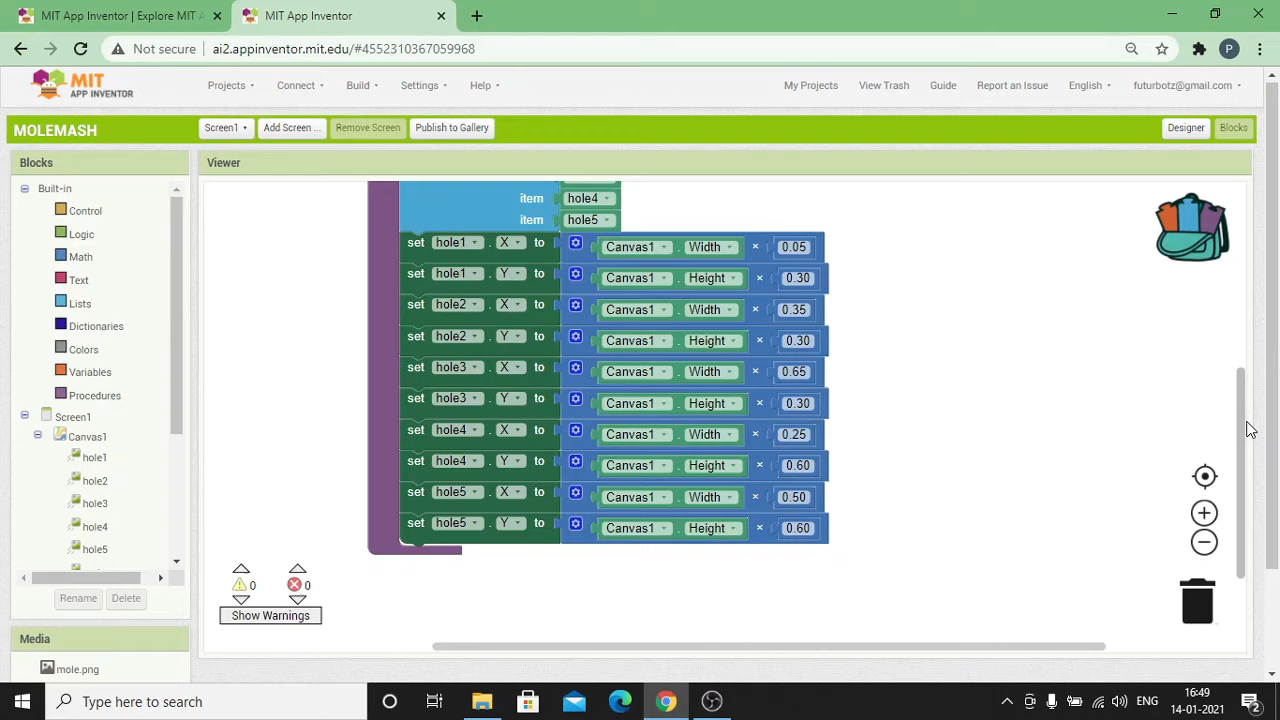 MIT App Inventor | Explore MIT A
MIT App Inventor
Not secure
ai2.appinventor.mit.edu/#4552310367059968
P
MIT
APP INVENTOR
Projects
Connect
Build
Settings
Help
My Projects
View Trash
Guide
Report an Issue
English
futurbotz@gmail.com
MOLEMASH
Screen1
Add Screen ...
Remove Screen
Publish to Gallery
Designer
Blocks
Blocks
Viewer
Built-in
Control
Logic
Math
Text
Lists
Dictionaries
Colors
Variables
Procedures
Screen1
Canvas1
hole1
hole2
hole3
hole4
hole5
Rename
Delete
Media
mole.png
item hole4
item hole5
set hole1 . X to Canvas1 . Width × 0.05
set hole1 . Y to Canvas1 . Height × 0.30
set hole2 . X to Canvas1 . Width × 0.35
set hole2 . Y to Canvas1 . Height × 0.30
set hole3 . X to Canvas1 . Width × 0.65
set hole3 . Y to Canvas1 . Height × 0.30
set hole4 . X to Canvas1 . Width × 0.25
set hole4 . Y to Canvas1 . Height × 0.60
set hole5 . X to Canvas1 . Width × 0.50
set hole5 . Y to Canvas1 . Height × 0.60
0
0
Show Warnings
Type here to search
ENG
16:49
14-01-2021
2